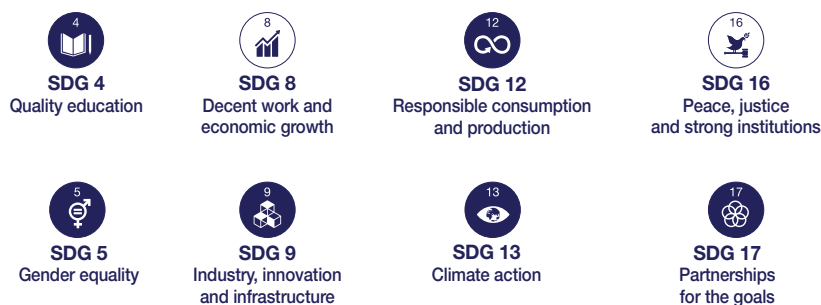 4
SDG 4
Quality education
8
SDG 8
Decent work and
economic growth
12
SDG 12
Responsible consumption
and production
16
SDG 16
Peace, justice
and strong institutions
5
SDG 5
Gender equality
9
SDG 9
Industry, innovation
and infrastructure
13
SDG 13
Climate action
17
SDG 17
Partnerships
for the goals